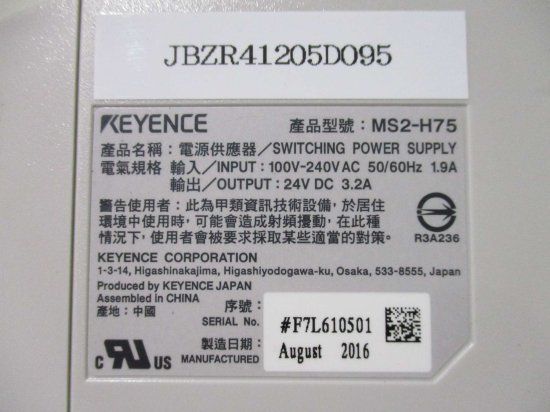 JBZR41205D095
KEYENCE 產品型號：MS2-H75
產品名稱：電源供應器／SWITCHING POWER SUPPLY
電氣規格 輸入／INPUT: 100V-240V AC 50/60Hz 1.9A
輸出／OUTPUT: 24V DC 3.2A
警告使用者：此為甲類資訊技術設備，於居住
環境中使用時，可能會造成射頻擾動，在此種
情況下，使用者會被要求採取某些適當的對策。
R3A236
KEYENCE CORPORATION
1-3-14, Higashinakajima, Higashiyodogawa-ku, Osaka, 533-8555, Japan
Produced by KEYENCE JAPAN
Assembled in CHINA
產地：中國
序號：
SERIAL No.
#F7L610501
製造日期：
MANUFACTURED
August 2016
C UR US